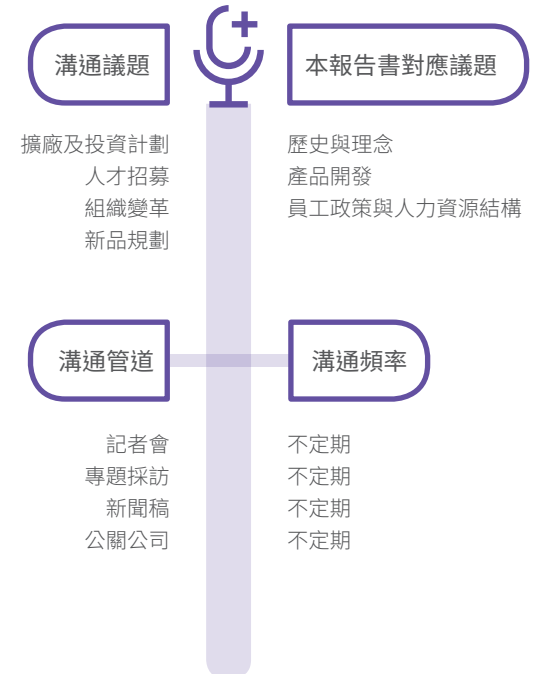 溝通議題
擴廠及投資計劃
人才招募
組織變革
新品規劃
本報告書對應議題
歷史與理念
產品開發
員工政策與人力資源結構
溝通管道
溝通頻率
記者會 不定期
專題採訪 不定期
新聞稿 不定期
公關公司 不定期